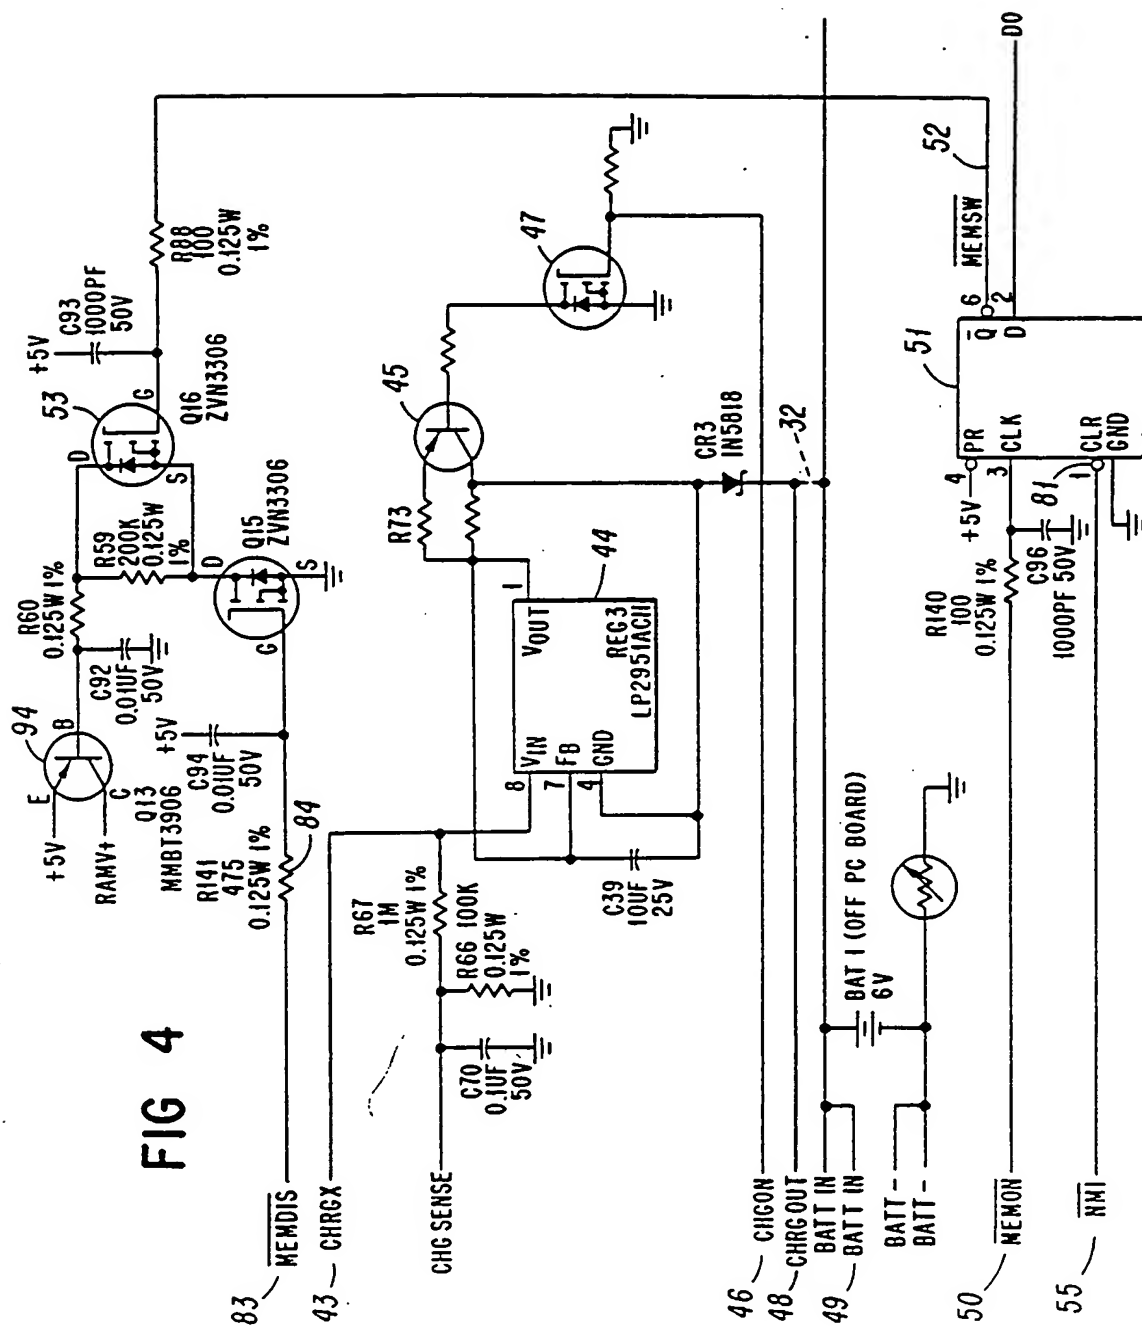 FIG 4
+5V
E
94
B
RAMV+
C
Q13
MMBT3906
R60
0.125W 1%
C92
0.01UF
50V
R59
200K
0.125W
1%
D
53
G
S
Q16
ZVN3306
+5V
C93
1000PF
50V
R88
100
0.125W
1%
+5V
C94
0.01UF
50V
G
D
S
Q15
ZVN3306
R141
475
0.125W 1%
84
83
MEMDIS
43
CHRGX
CHG SENSE
R67
1M
0.125W 1%
R66 100K
0.125W
1%
C70
0.1UF
50V
8
VIN
7
FB
4
GND
VOUT
1
REG3
LP2951ACN
44
C39
10UF
25V
R73
45
47
CR3
1N5818
32
46
CHGON
48
CHRGOUT
BATT IN
49
BATT IN
BATT-
BATT-
BAT 1 (OFF PC BOARD)
6V
50
MEMON
55
NMI
R140
100
0.125W 1%
C96
1000PF 50V
+5V
4
PR
3
CLK
81
1
CLR
GND
51
Q
6
D
2
MEMSW
52
D0